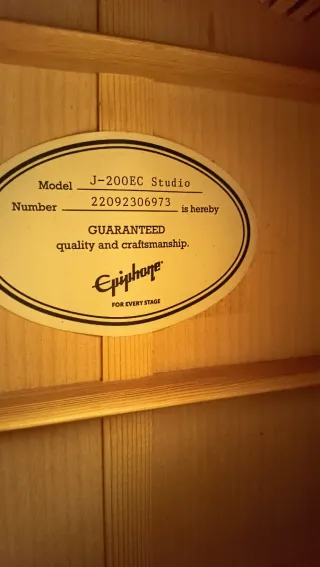 Model J-200EC Studio
Number 22092306973 is hereby
GUARANTEED
quality and craftsmanship.
Epiphone
FOR EVERY STAGE